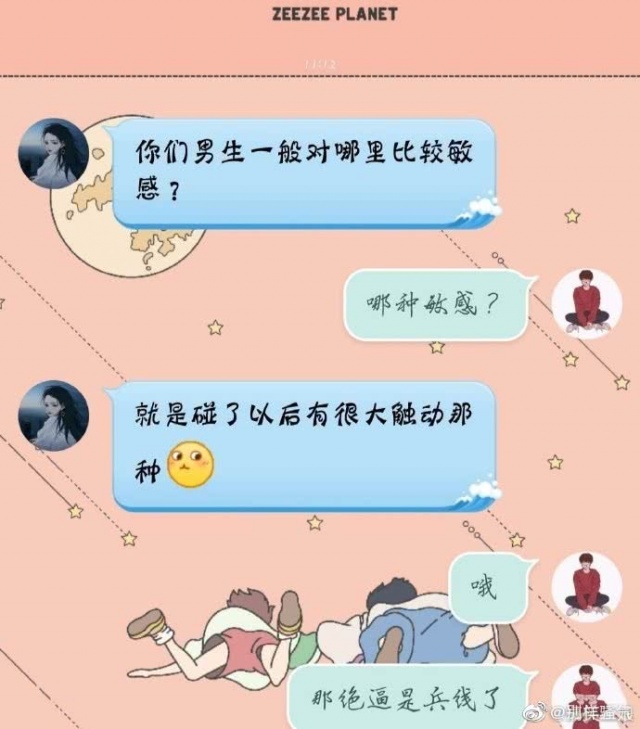 ZEEZEE PLANET
你们男生一般对哪里比较敏
感？
哪种敏感？
就是碰了以后有很大触动那
种
哦
那绝逼是兵线了